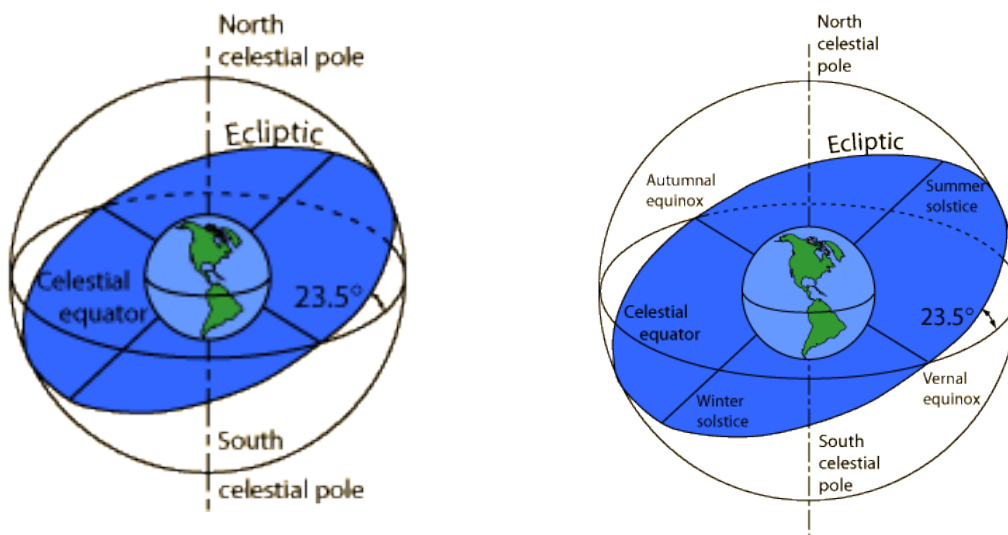 North
celestial pole
Ecliptic
Celestial
equator
23.5°
South
celestial pole
North
celestial
pole
Ecliptic
Autumnal
equinox
Summer
solstice
Celestial
equator
23.5°
Winter
solstice
Vernal
equinox
South
celestial
pole